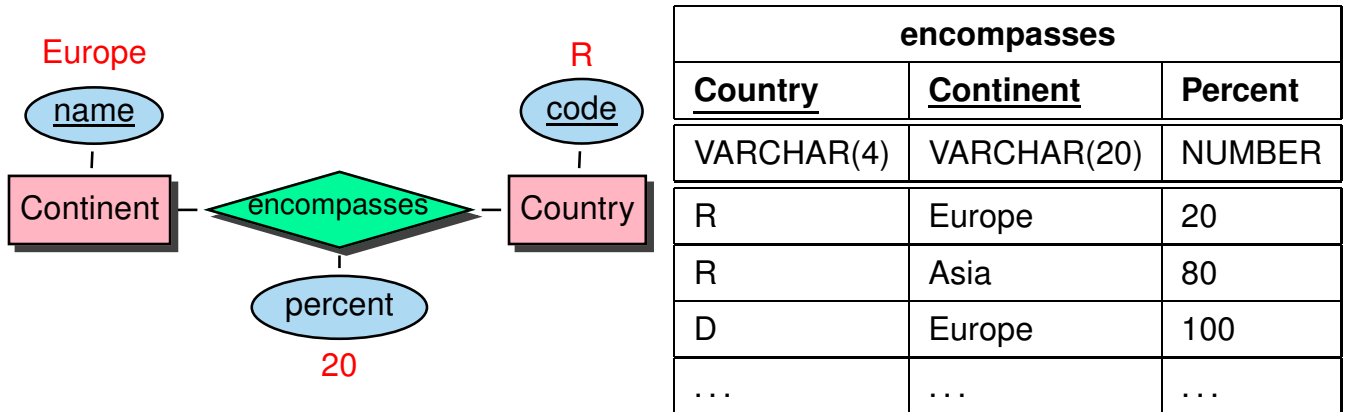 Europe
R
name
code
Continent
encompasses
Country
percent
20
encompasses
Country Continent Percent
VARCHAR(4) VARCHAR(20) NUMBER
R Europe 20
R Asia 80
D Europe 100
... ... ...